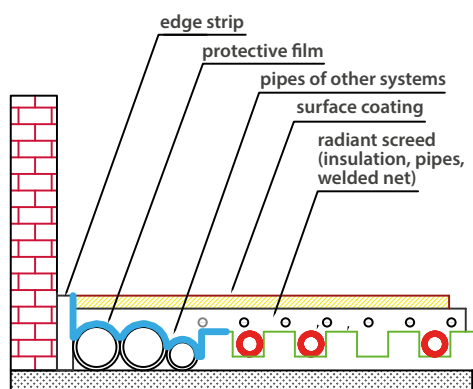 edge strip
protective film
pipes of other systems
surface coating
radiant screed
(insulation, pipes,
welded net)